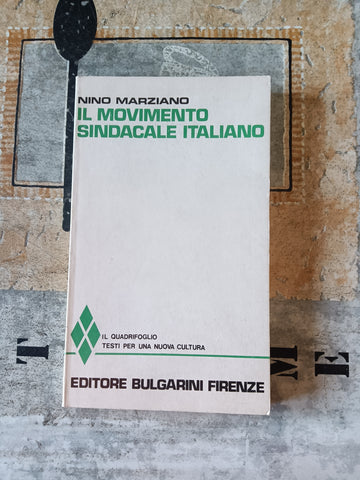 NINO MARZIANO
IL MOVIMENTO
SINDACALE ITALIANO
IL QUADRIFOGLIO
TESTI PER UNA NUOVA CULTURA
EDITORE BULGARINI FIRENZE
T M E